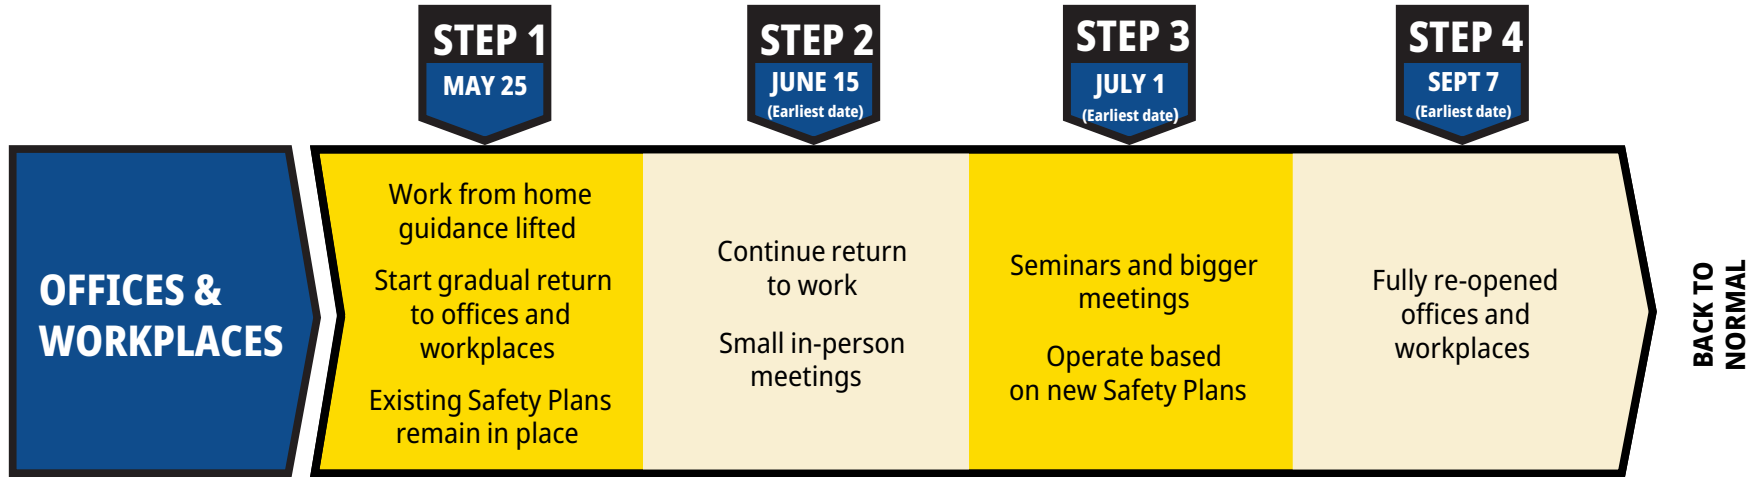 STEP 1
MAY 25
STEP 2
JUNE 15
(Earliest date)
STEP 3
JULY 1
(Earliest date)
STEP 4
SEPT 7
(Earliest date)
OFFICES &
WORKPLACES
Work from home
guidance lifted
Start gradual return
to offices and
workplaces
Existing Safety Plans
remain in place
Continue return
to work
Small in-person
meetings
Seminars and bigger
meetings
Operate based
on new Safety Plans
Fully re-opened
offices and
workplaces
BACK TO
NORMAL